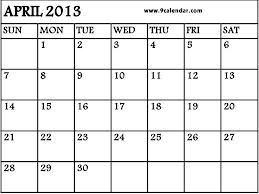 APRIL 2013 www.9calendar.com
SUN MON TUE WED THU FRI SAT
1 2 3 4 5 6
7 8 9 10 11 12 13
14 15 16 17 18 19 20
21 22 23 24 25 26 27
28 29 30